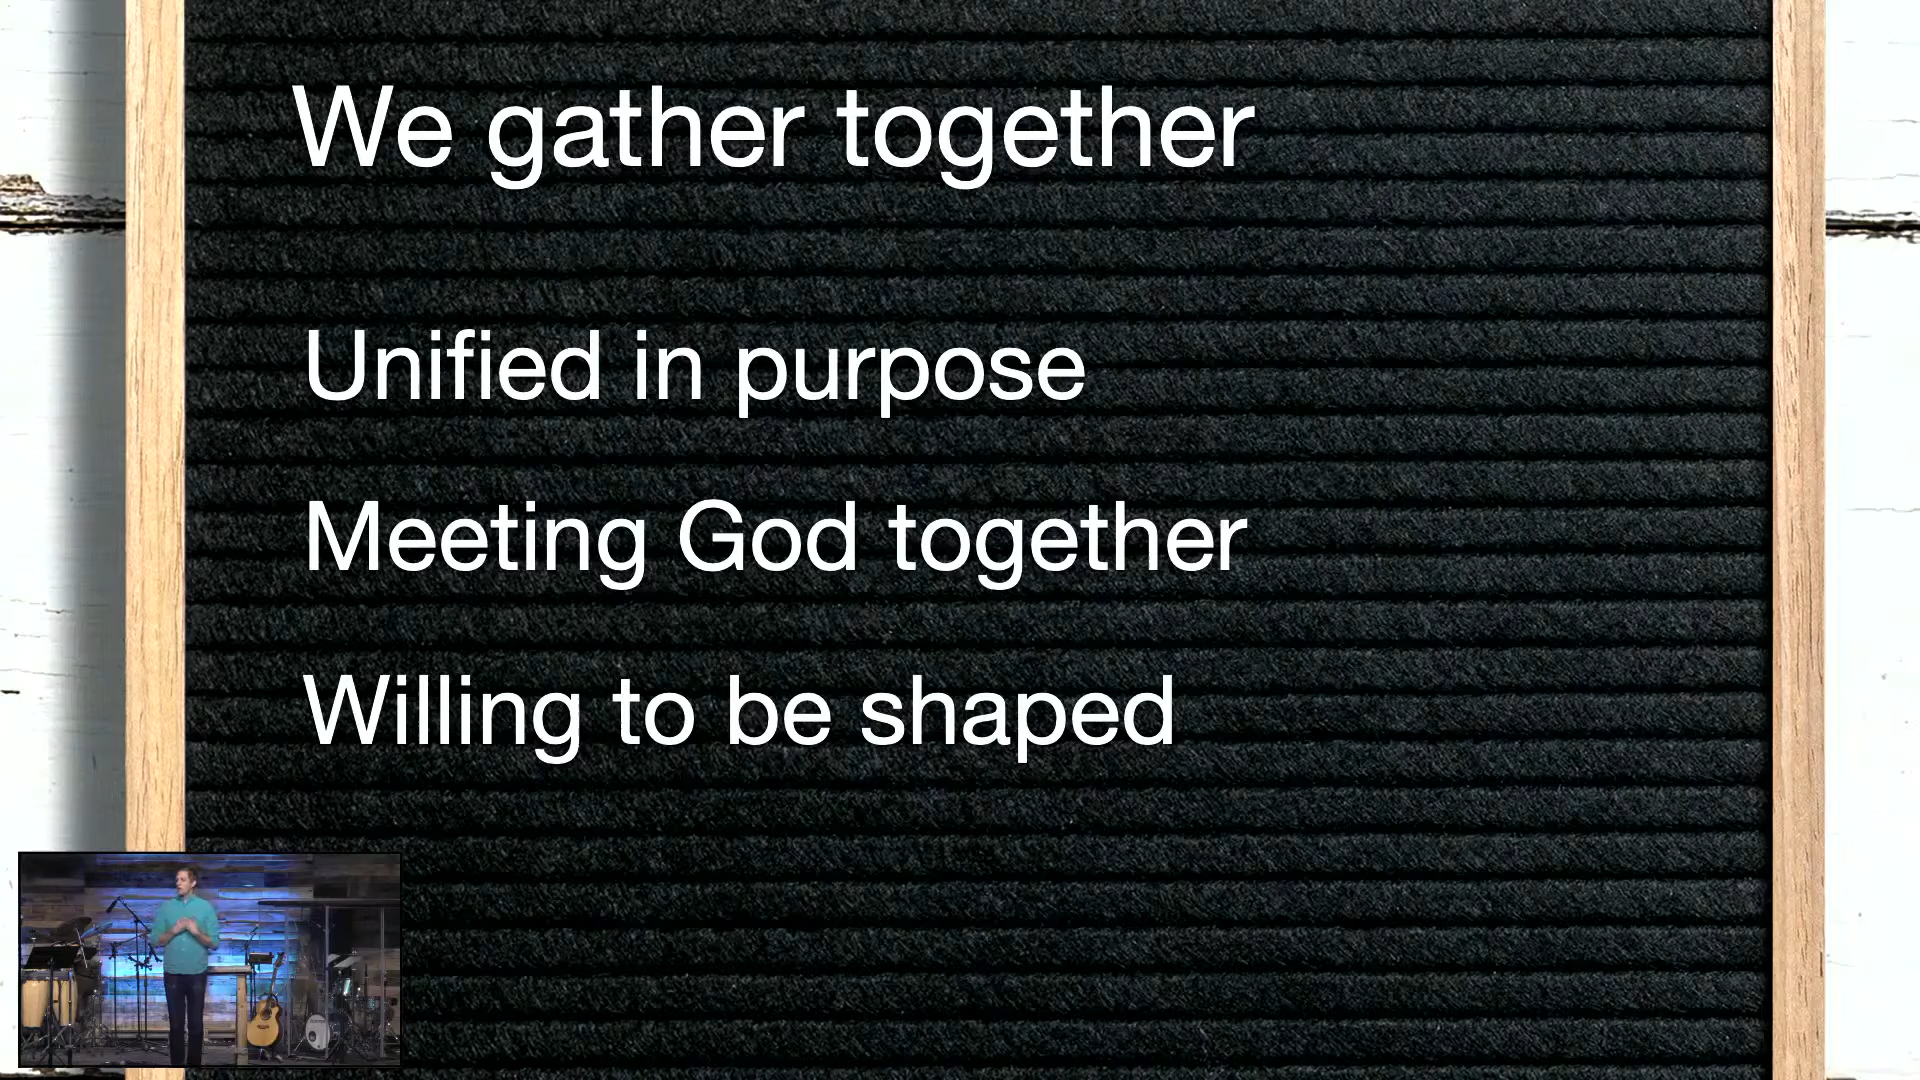 We gather together
Unified in purpose
Meeting God together
Willing to be shaped